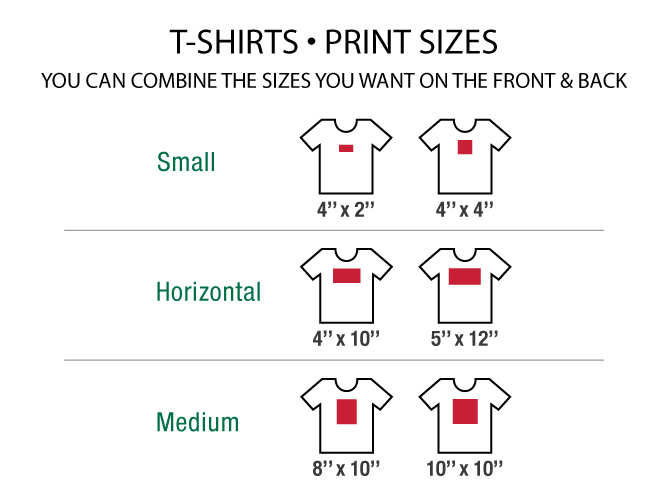 T-SHIRTS • PRINT SIZES
YOU CAN COMBINE THE SIZES YOU WANT ON THE FRONT & BACK
Small
4’’ x 2’’
4’’ x 4’’
Horizontal
4’’ x 10’’
5’’ x 12’’
Medium
8’’ x 10’’
10’’ x 10’’